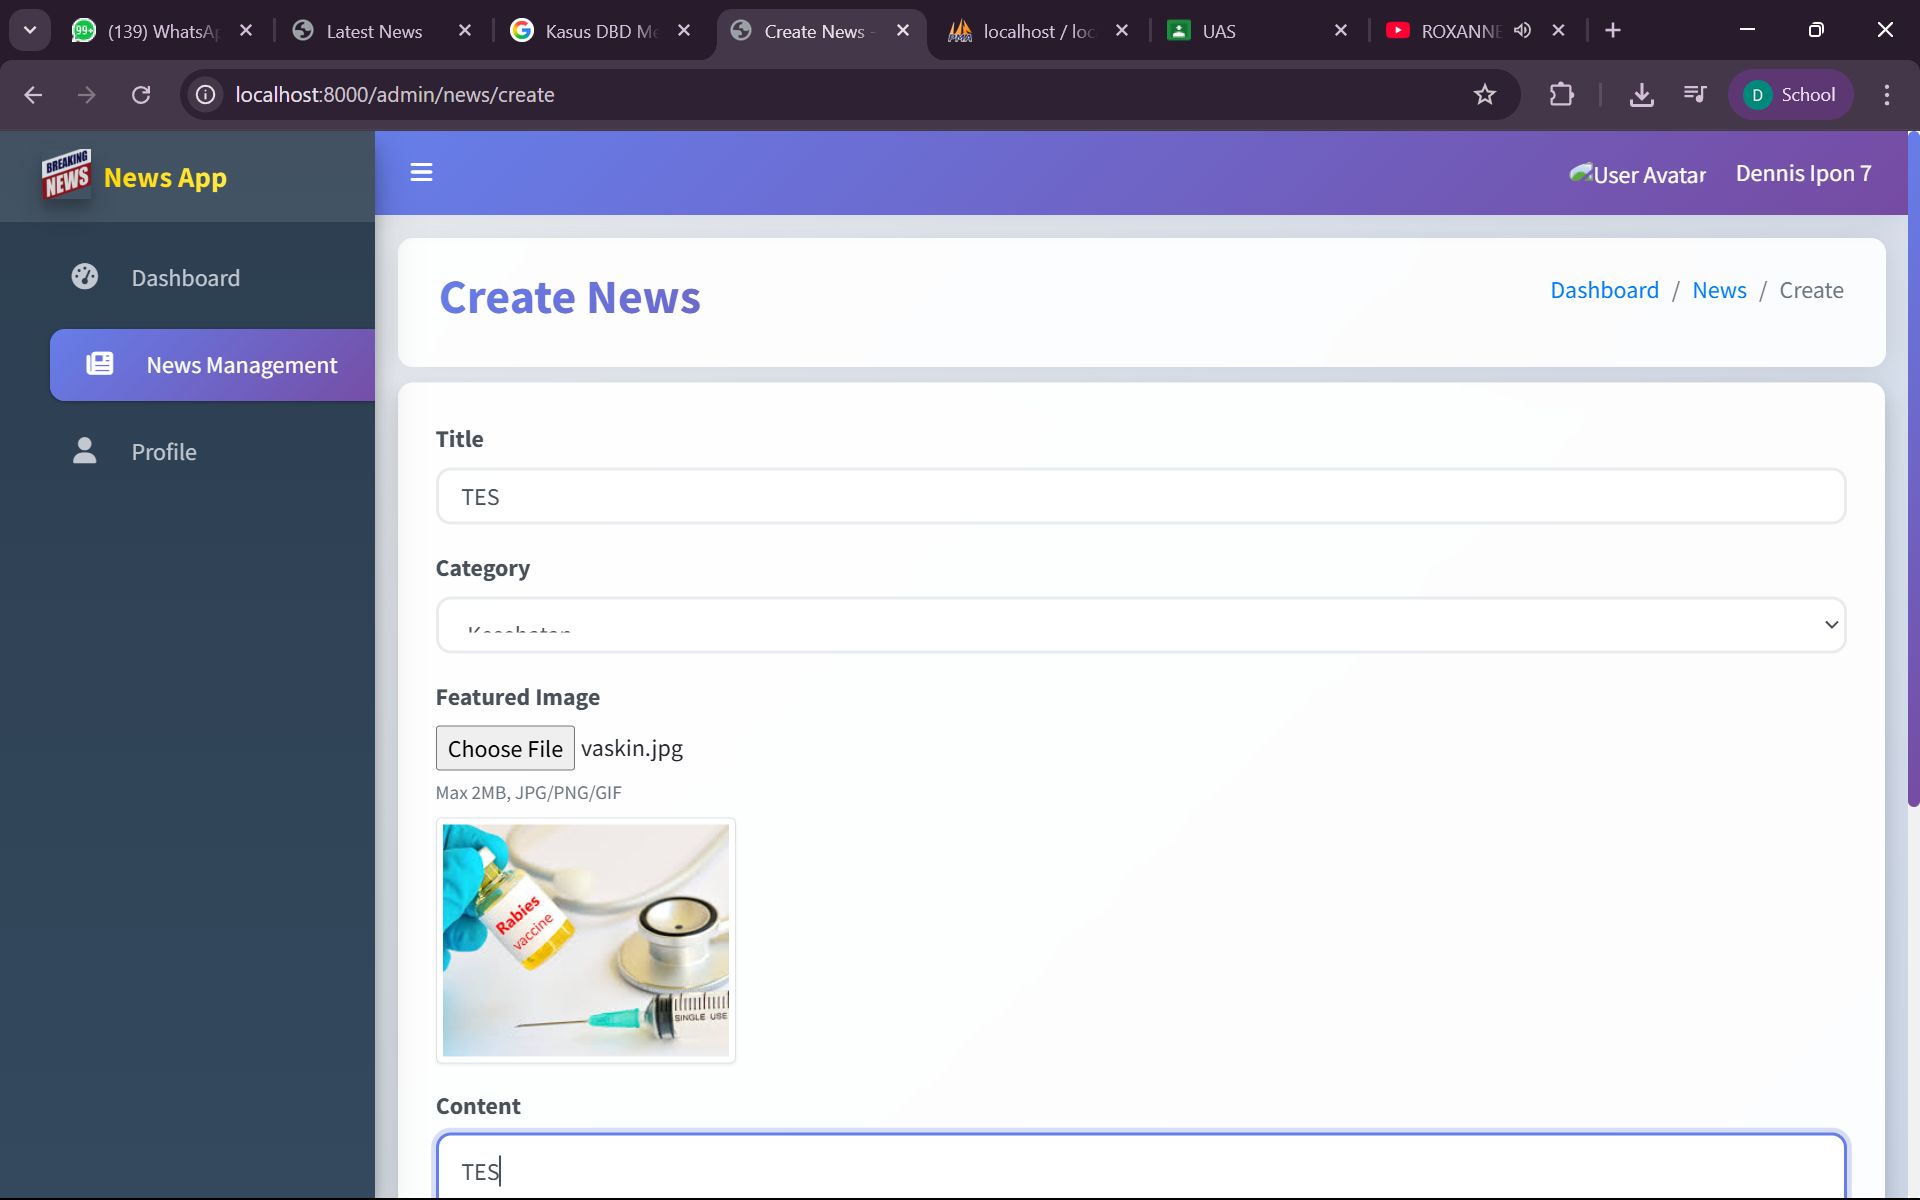 (139) WhatsAp
Latest News
Kasus DBD Me
Create News -
localhost / loc
UAS
ROXANNE
localhost:8000/admin/news/create
D School
BREAKING NEWS
News App
User Avatar
Dennis Ipon 7
Dashboard
News Management
Profile
Create News
Dashboard / News / Create
Title
TES
Category
Featured Image
Choose File vaskin.jpg
Max 2MB, JPG/PNG/GIF
Rabies
vaccine
SINGLE USE
Content
TES